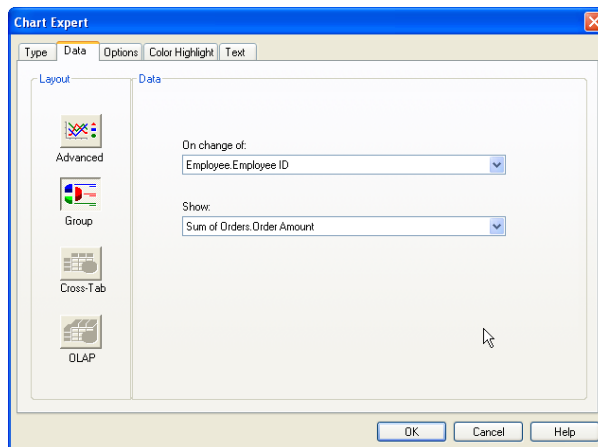 Chart Expert
Type Data Options Color Highlight Text
Layout Data
Advanced
On change of:
Employee.Employee ID
Group
Show:
Sum of Orders.Order Amount
Cross-Tab
OLAP
OK Cancel Help